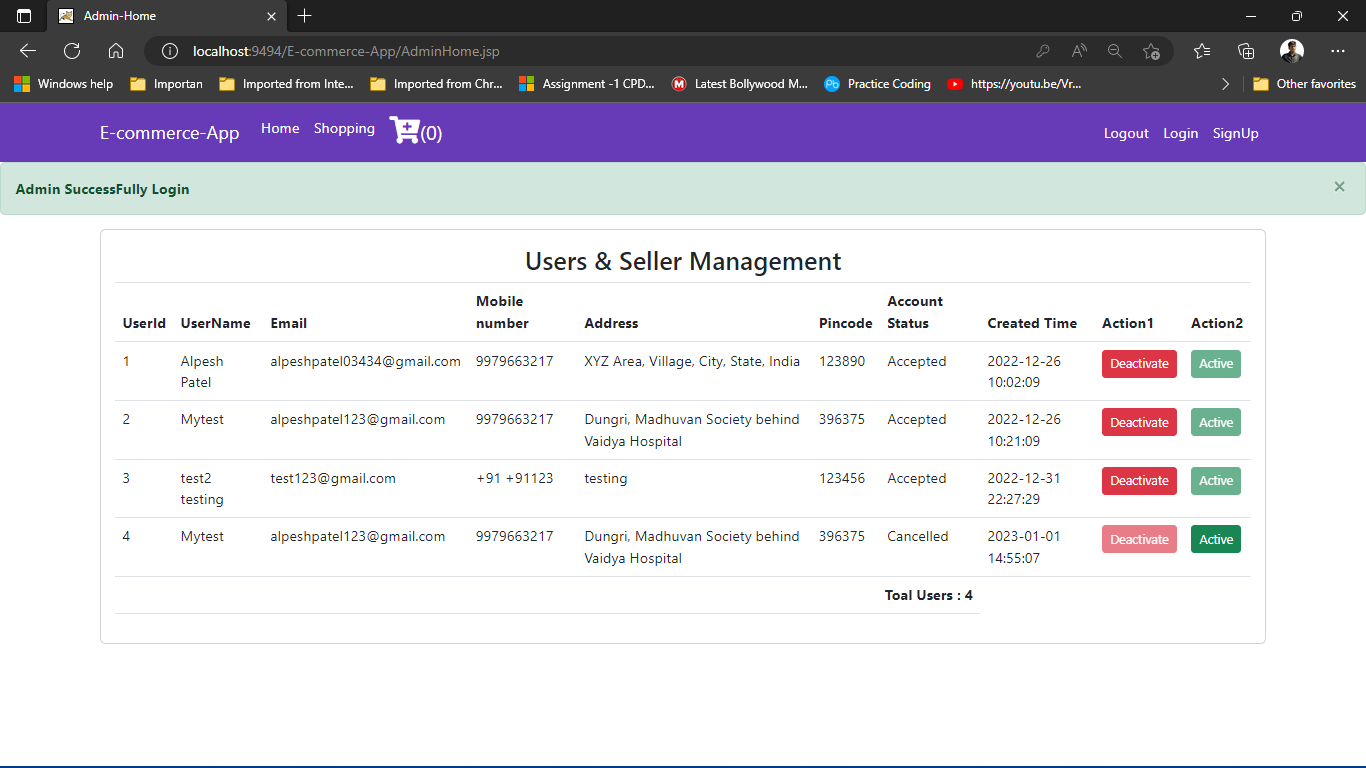 Admin-Home
localhost:9494/E-commerce-App/AdminHome.jsp
Windows help Importan Imported from Inte... Imported from Chr... Assignment -1 CPD... Latest Bollywood M... Practice Coding https://youtu.be/Vr... Other favorites
E-commerce-App Home Shopping (0) Logout Login SignUp
Admin SuccessFully Login ×
Users & Seller Management
UserId UserName Email Mobile number Address Pincode Account Status Created Time Action1 Action2
1 Alpesh Patel alpeshpatel03434@gmail.com 9979663217 XYZ Area, Village, City, State, India 123890 Accepted 2022-12-26 10:02:09 Deactivate Active
2 Mytest alpeshpatel123@gmail.com 9979663217 Dungri, Madhuvan Society behind Vaidya Hospital 396375 Accepted 2022-12-26 10:21:09 Deactivate Active
3 test2 testing test123@gmail.com +91 +91123 testing 123456 Accepted 2022-12-31 22:27:29 Deactivate Active
4 Mytest alpeshpatel123@gmail.com 9979663217 Dungri, Madhuvan Society behind Vaidya Hospital 396375 Cancelled 2023-01-01 14:55:07 Deactivate Active
Toal Users : 4